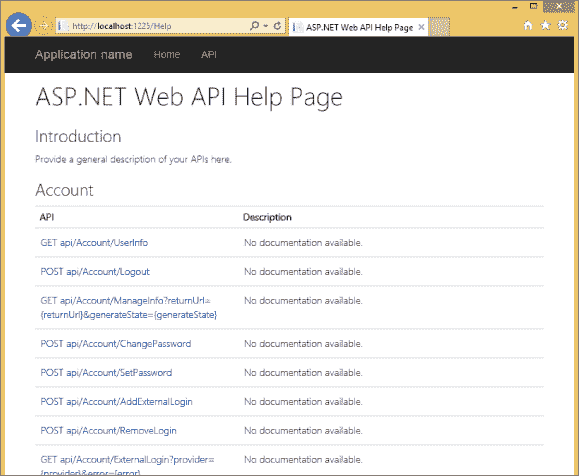 http://localhost:1225/Help
ASP.NET Web API Help Page
Application name Home API
ASP.NET Web API Help Page
Introduction
Provide a general description of your APIs here.
Account
API Description
GET api/Account/UserInfo No documentation available.
POST api/Account/Logout No documentation available.
GET api/Account/ManageInfo?returnUrl= No documentation available.
{returnUrl}&generateState={generateState}
POST api/Account/ChangePassword No documentation available.
POST api/Account/SetPassword No documentation available.
POST api/Account/AddExternalLogin No documentation available.
POST api/Account/RemoveLogin No documentation available.
GET api/Account/ExternalLogin?provider= No documentation available.
{provider}&error={error}